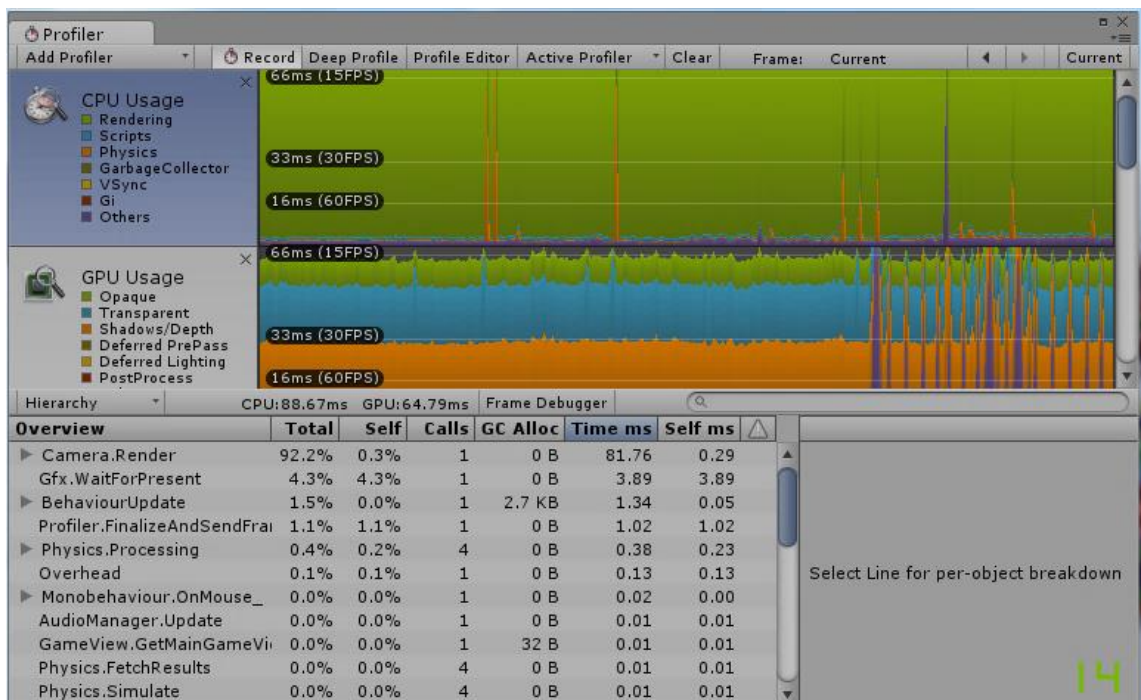 Profiler
Add Profiler Record Deep Profile Profile Editor Active Profiler Clear Frame: Current Current
CPU Usage
Rendering
Scripts
Physics
GarbageCollector
VSync
Gi
Others
66ms (15FPS)
33ms (30FPS)
16ms (60FPS)
GPU Usage
Opaque
Transparent
Shadows/Depth
Deferred PrePass
Deferred Lighting
PostProcess
66ms (15FPS)
33ms (30FPS)
16ms (60FPS)
Hierarchy CPU:88.67ms GPU:64.79ms Frame Debugger
Overview Total Self Calls GC Alloc Time ms Self ms
Camera.Render 92.2% 0.3% 1 0 B 81.76 0.29
Gfx.WaitForPresent 4.3% 4.3% 1 0 B 3.89 3.89
BehaviourUpdate 1.5% 0.0% 1 2.7 KB 1.34 0.05
Profiler.FinalizeAndSendFrai 1.1% 1.1% 1 0 B 1.02 1.02
Physics.Processing 0.4% 0.2% 4 0 B 0.38 0.23
Overhead 0.1% 0.1% 1 0 B 0.13 0.13
Monobehaviour.OnMouse_ 0.0% 0.0% 1 0 B 0.02 0.00
AudioManager.Update 0.0% 0.0% 1 0 B 0.01 0.01
GameView.GetMainGameVi 0.0% 0.0% 1 32 B 0.01 0.01
Physics.FetchResults 0.0% 0.0% 4 0 B 0.01 0.01
Physics.Simulate 0.0% 0.0% 4 0 B 0.01 0.01
Select Line for per-object breakdown
14